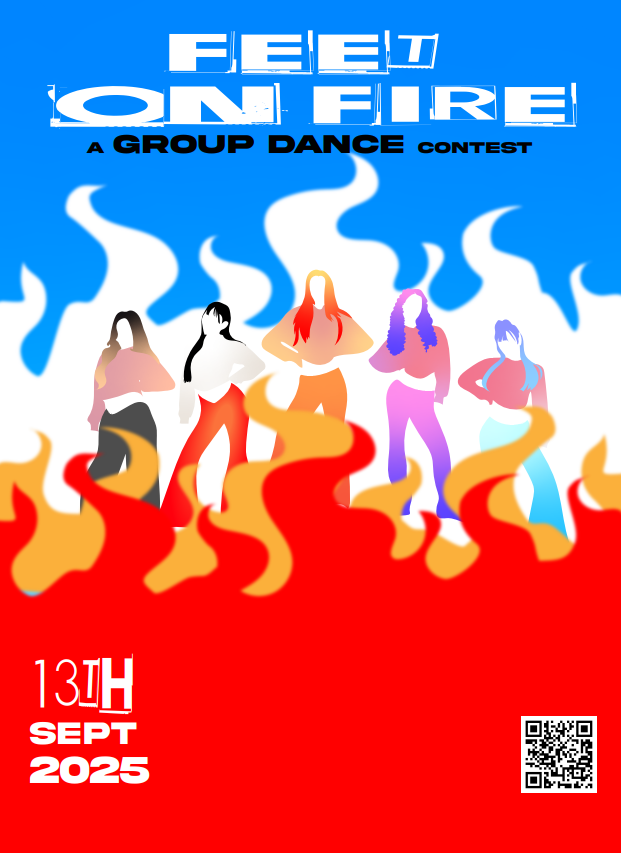 FEET
ON FIRE
A GROUP DANCE CONTEST
13TH
SEPT
2025